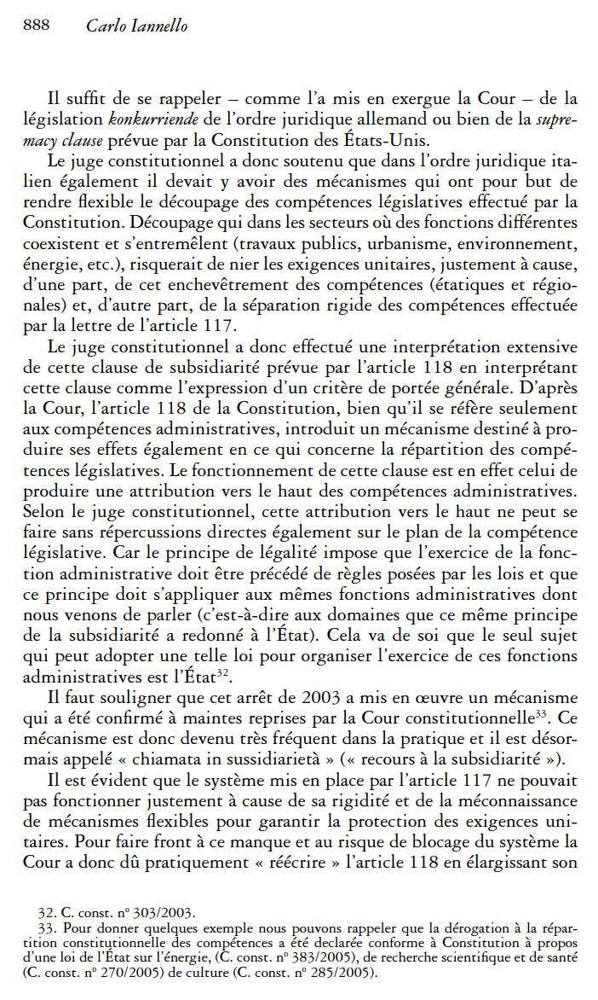 888 Carlo Iannello
Il suffit de se rappeler – comme l’a mis en exergue la Cour – de la
législation konkurriende de l’ordre juridique allemand ou bien de la supre-
macy clause prévue par la Constitution des États-Unis.
Le juge constitutionnel a donc soutenu que dans l’ordre juridique ita-
lien également il devait y avoir des mécanismes qui ont pour but de
rendre flexible le découpage des compétences législatives effectué par la
Constitution. Découpage qui dans les secteurs où des fonctions différentes
coexistent et s’entremêlent (travaux publics, urbanisme, environnement,
énergie, etc.), risquerait de nier les exigences unitaires, justement à cause,
d’une part, de cet enchevêtrement des compétences (étatiques et régio-
nales) et, d’autre part, de la séparation rigide des compétences effectuée
par la lettre de l’article 117.
Le juge constitutionnel a donc effectué une interprétation extensive
de cette clause de subsidiarité prévue par l’article 118 en interprétant
cette clause comme l’expression d’un critère de portée générale. D’après
la Cour, l’article 118 de la Constitution, bien qu’il se réfère seulement
aux compétences administratives, introduit un mécanisme destiné à pro-
duire ses effets également en ce qui concerne la répartition des compé-
tences législatives. Le fonctionnement de cette clause est en effet celui de
produire une attribution vers le haut des compétences administratives.
Selon le juge constitutionnel, cette attribution vers le haut ne peut se
faire sans répercussions directes également sur le plan de la compétence
législative. Car le principe de légalité impose que l’exercice de la fonc-
tion administrative doit être précédé de règles posées par les lois et que
ce principe doit s’appliquer aux mêmes fonctions administratives dont
nous venons de parler (c’est-à-dire aux domaines que ce même principe
de la subsidiarité a redonné à l’État). Cela va de soi que le seul sujet
qui peut adopter une telle loi pour organiser l’exercice de ces fonctions
administratives est l’État32.
Il faut souligner que cet arrêt de 2003 a mis en œuvre un mécanisme
qui a été confirmé à maintes reprises par la Cour constitutionnelle33. Ce
mécanisme est donc devenu très fréquent dans la pratique et il est désor-
mais appelé « chiamata in sussidiarietà » (« recours à la subsidiarité »).
Il est évident que le système mis en place par l’article 117 ne pouvait
pas fonctionner justement à cause de sa rigidité et de la méconnaissance
de mécanismes flexibles pour garantir la protection des exigences uni-
taires. Pour faire front à ce manque et au risque de blocage du système la
Cour a donc dû pratiquement « réécrire » l’article 118 en élargissant son
32. C. const. nº 303/2003.
33. Pour donner quelques exemple nous pouvons rappeler que la dérogation à la répar-
tition constitutionnelle des compétences a été declarée conforme à Constitution à propos
d’une loi de l’État sur l’énergie, (C. const. nº 383/2005), de recherche scientifique et de santé
(C. const. nº 270/2005) de culture (C. const. nº 285/2005).